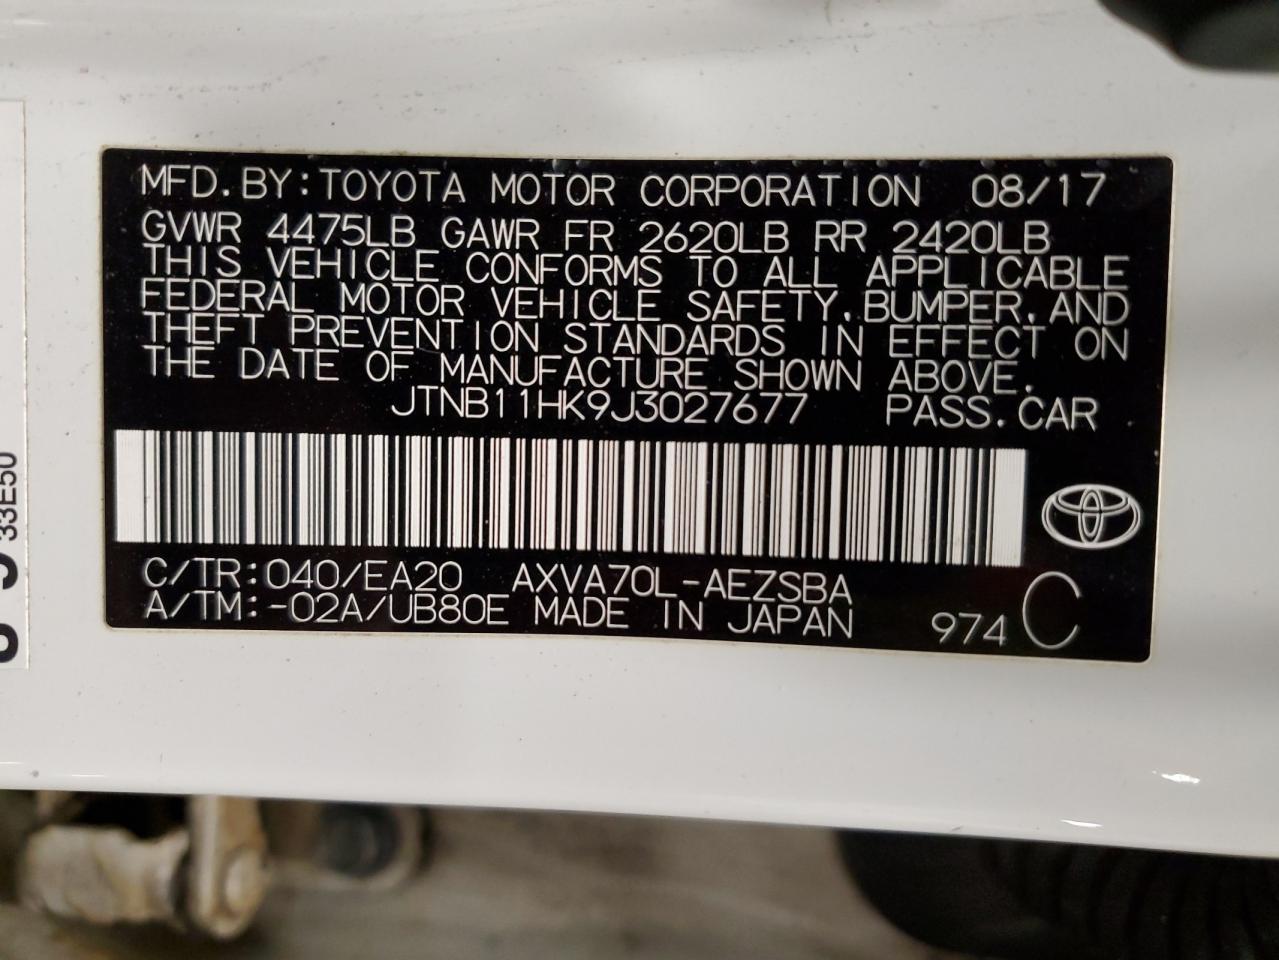 MFD.BY:TOYOTA MOTOR CORPORATION 08/17
GVWR 4475LB GAWR FR 2620LB RR 2420LB
THIS VEHICLE CONFORMS TO ALL APPLICABLE
FEDERAL MOTOR VEHICLE SAFETY,BUMPER,AND
THEFT PREVENTION STANDARDS IN EFFECT ON
THE DATE OF MANUFACTURE SHOWN ABOVE.
JTNB11HK9J3027677 PASS.CAR
C/TR:040/EA20 AXVA70L-AEZSBA
A/TM:-02A/UB80E MADE IN JAPAN 974 C
33E50